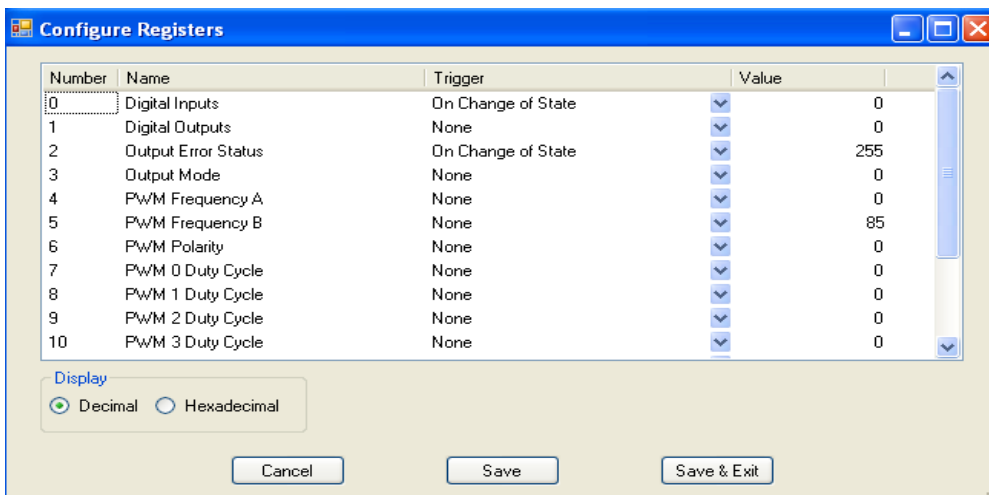 Configure Registers
Number Name Trigger Value
0 Digital Inputs On Change of State 0
1 Digital Outputs None 0
2 Output Error Status On Change of State 255
3 Output Mode None 0
4 PWM Frequency A None 0
5 PWM Frequency B None 85
6 PWM Polarity None 0
7 PWM 0 Duty Cycle None 0
8 PWM 1 Duty Cycle None 0
9 PWM 2 Duty Cycle None 0
10 PWM 3 Duty Cycle None 0
Display
Decimal Hexadecimal
Cancel Save Save & Exit